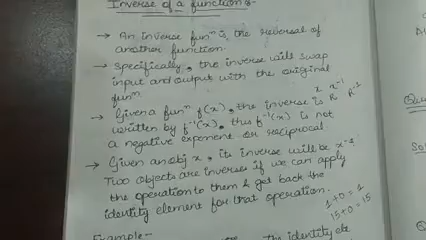 Inverse of a function:-
→ An inverse funⁿ is the reversal of
another function.
→ Specifically, the inverse will swap
input and output with the original
funⁿ.
x x⁻¹
R R⁻¹
→ Given a funⁿ f(x), the inverse is
written by f⁻¹(x), this f⁻¹(x) is not
a negative exponent or reciprocal
→ Given an obj x, its inverse will be x⁻¹
Two objects are inverses if we can apply
the operation to them & get back the
identity element for that operation.
1+0=1
15+0=15
Example:-
the identity ele